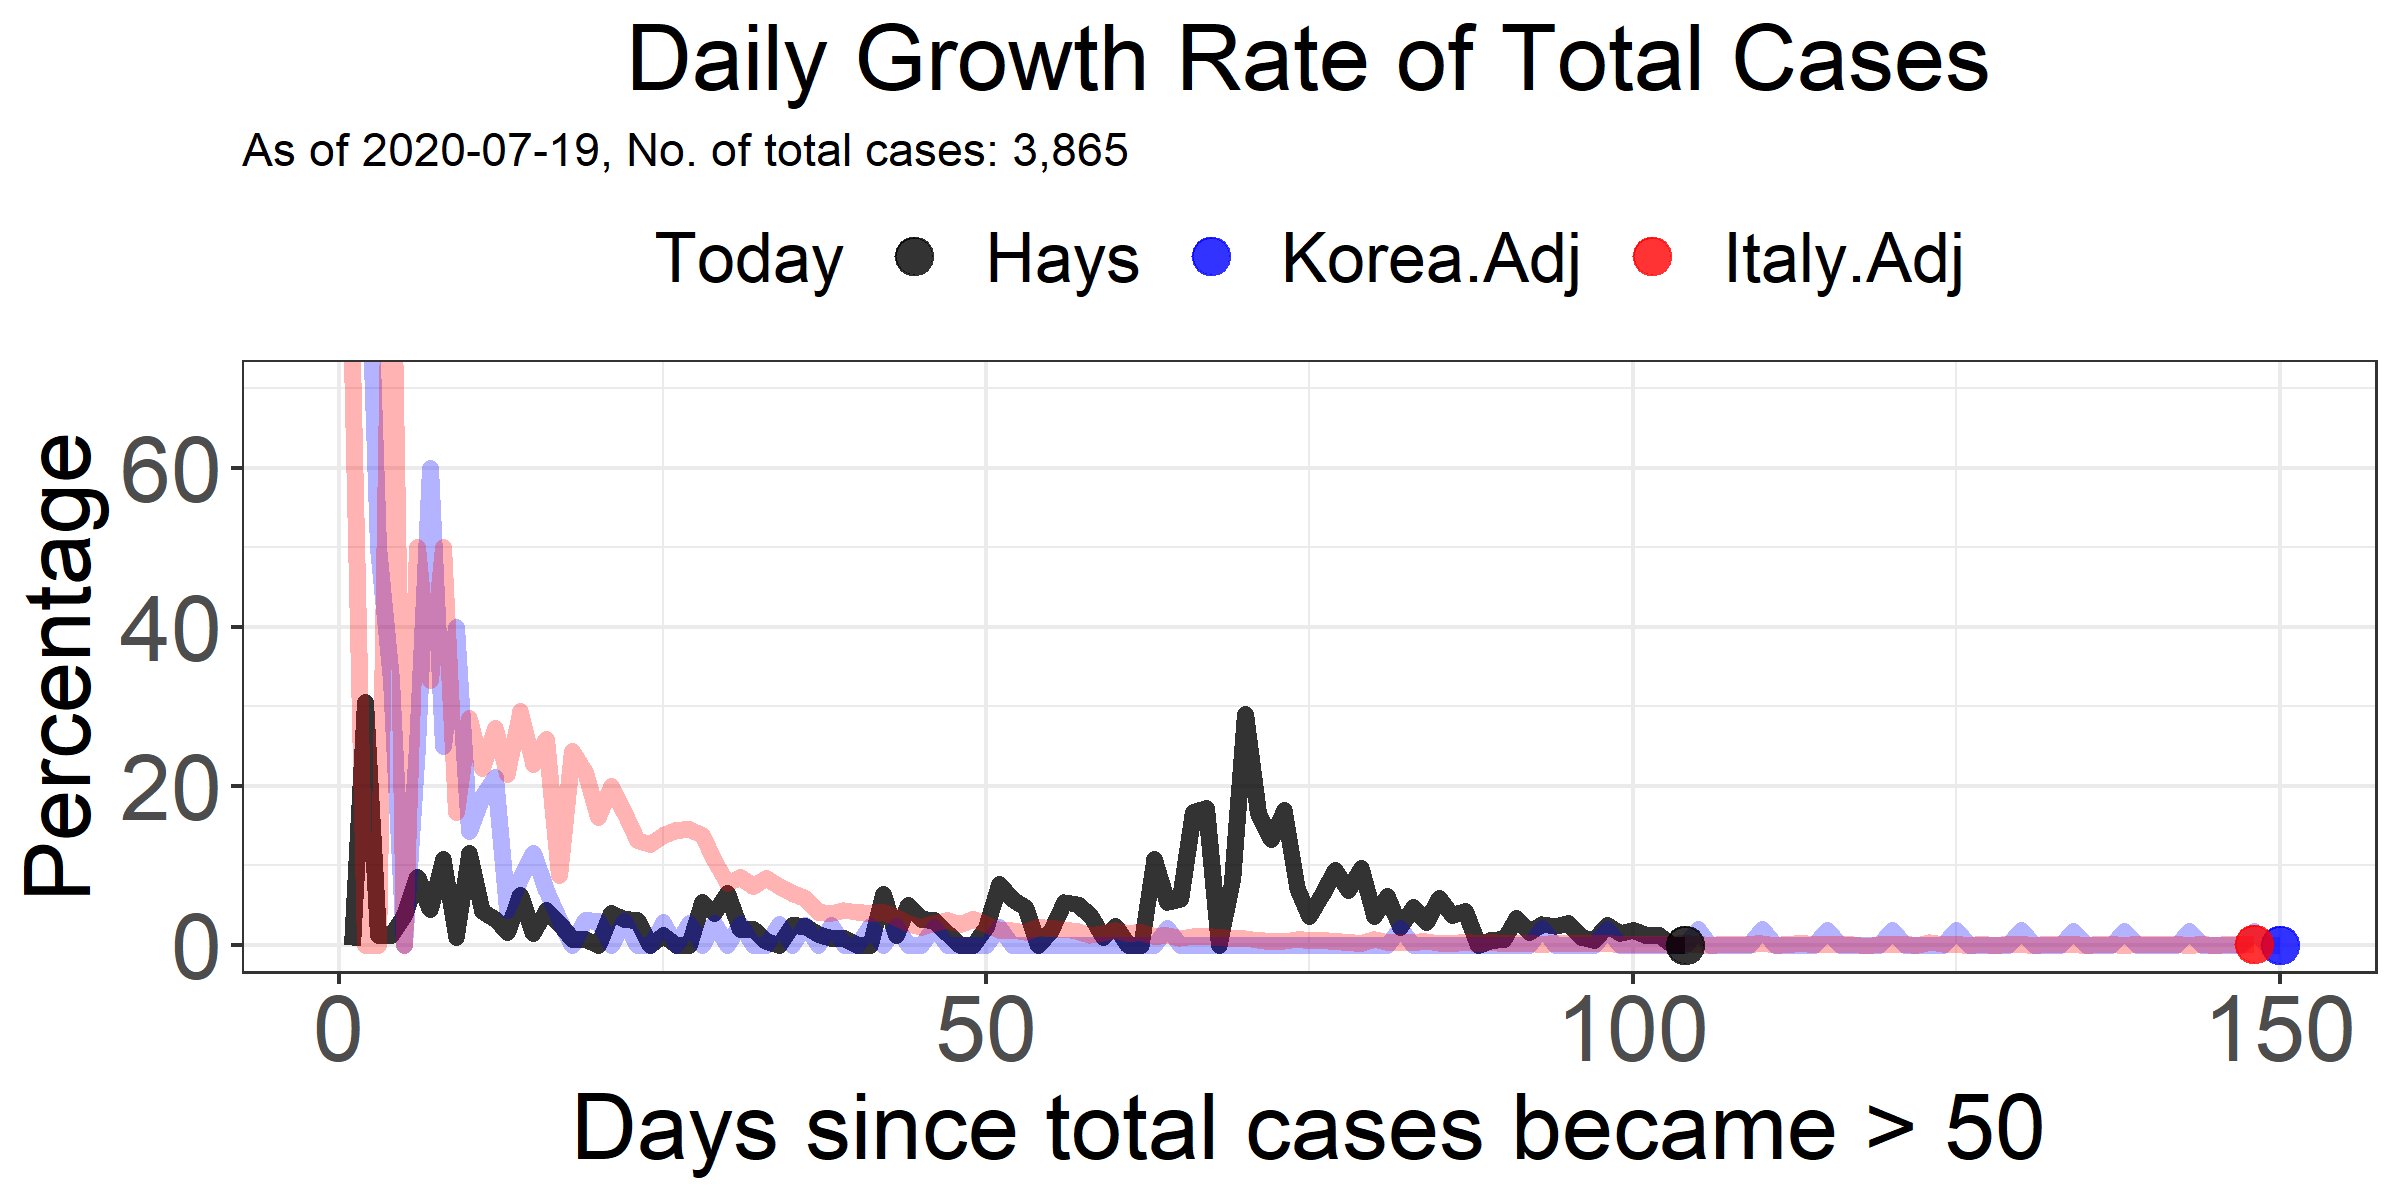 Daily Growth Rate of Total Cases
As of 2020-07-19, No. of total cases: 3,865
Today Hays Korea.Adj Italy.Adj
Percentage
60
40
20
0
0 50 100 150
Days since total cases became > 50